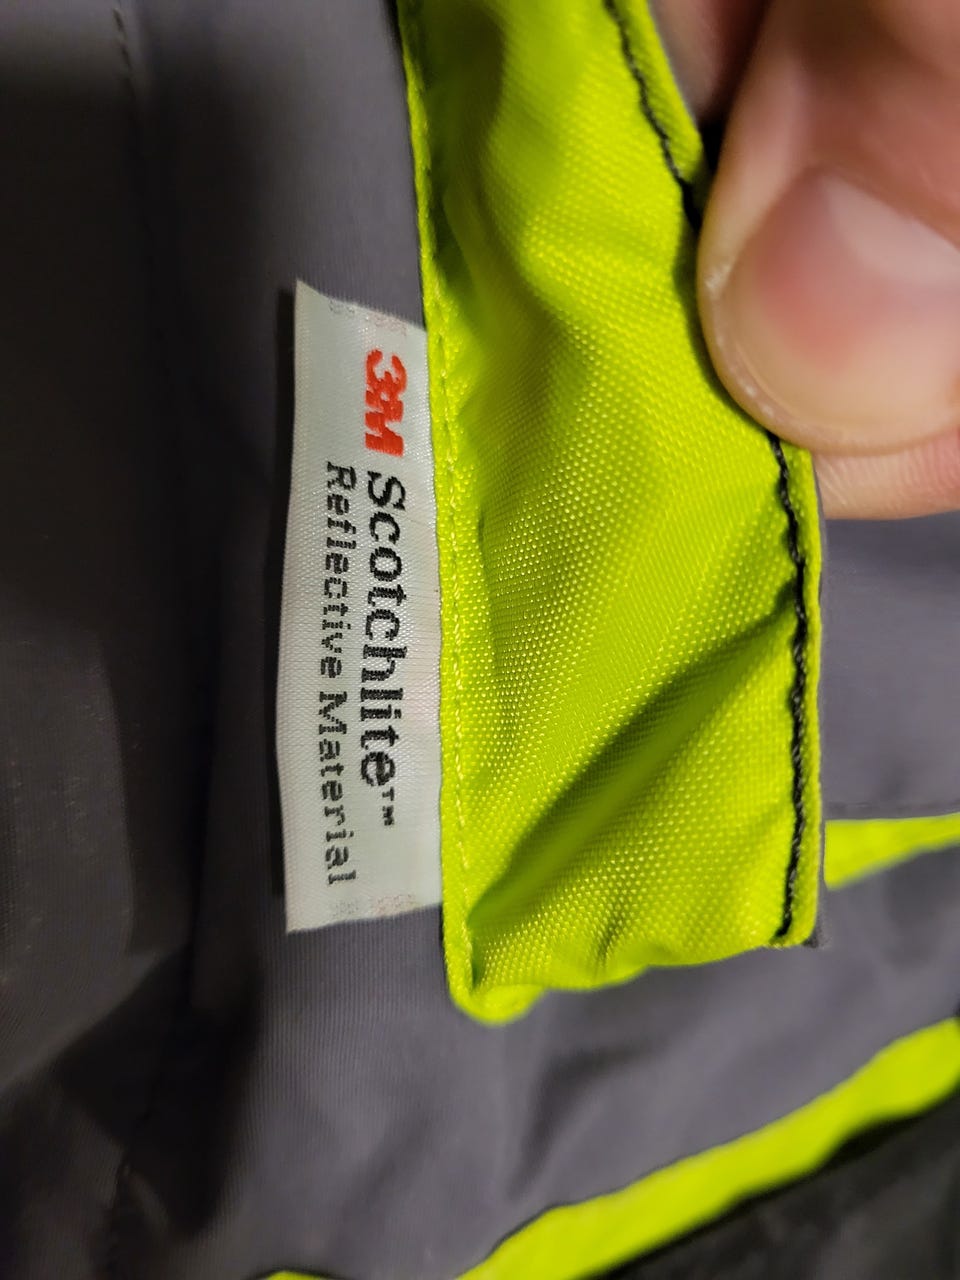 3M Scotchlite™
Reflective Material